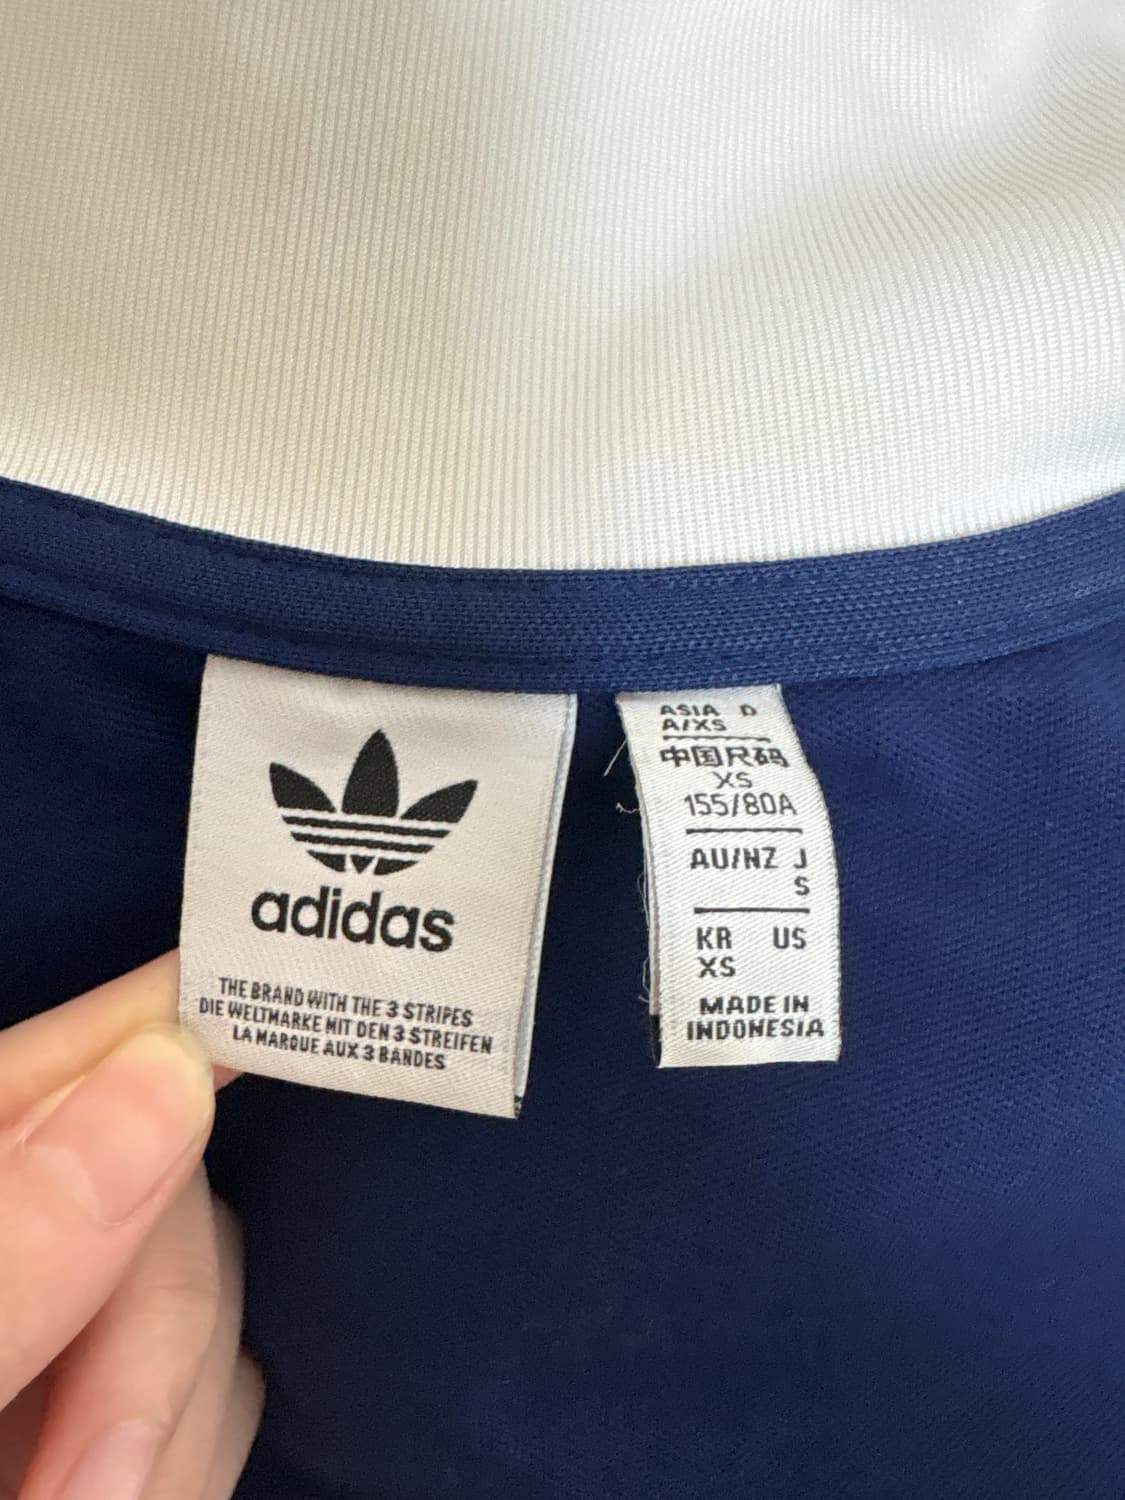 adidas
THE BRAND WITH THE 3 STRIPES
DIE WELTMARKE MIT DEN 3 STREIFEN
LA MARQUE AUX 3 BANDES
ASIA D
A/XS
中国尺码
XS
155/80A
AU/NZ J
S
KR US
XS
MADE IN
INDONESIA